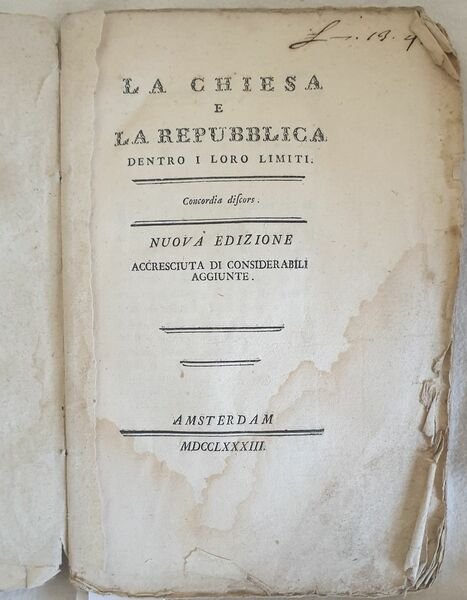 LA CHIESA
E
LA REPUBBLICA
DENTRO I LORO LIMITI.
Concordia diſcors.
NUOVA EDIZIONE
ACCRESCIUTA DI CONSIDERABILI
AGGIUNTE.
AMSTERDAM
MDCCLXXXIII.